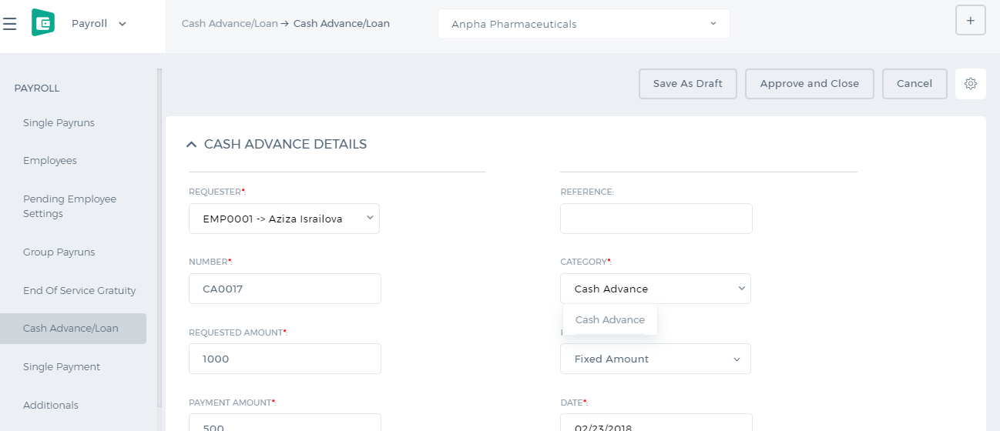 Payroll
Cash Advance/Loan → Cash Advance/Loan
Anpha Pharmaceuticals
+
PAYROLL
Single Payruns
Employees
Pending Employee
Settings
Group Payruns
End Of Service Gratuity
Cash Advance/Loan
Single Payment
Additionals
Save As Draft
Approve and Close
Cancel
CASH ADVANCE DETAILS
REQUESTER*:
EMP0001 -> Aziza Israilova
REFERENCE:
NUMBER*:
CA0017
CATEGORY*:
Cash Advance
Cash Advance
REQUESTED AMOUNT*:
1000
Fixed Amount
PAYMENT AMOUNT*:
500
DATE*:
02/23/2018